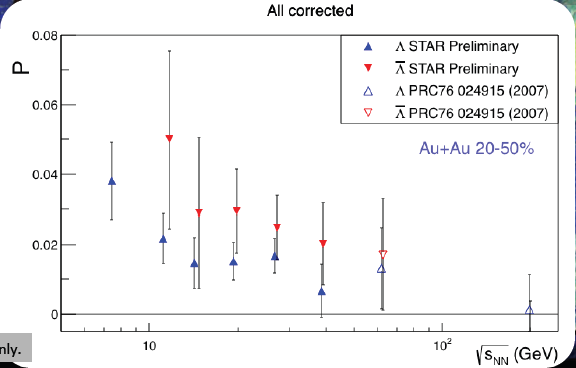 All corrected
P
0.08
0.06
0.04
0.02
0
Λ STAR Preliminary
Λ̅ STAR Preliminary
Λ PRC76 024915 (2007)
Λ̅ PRC76 024915 (2007)
Au+Au 20-50%
10
10²
√sNN (GeV)
nly.